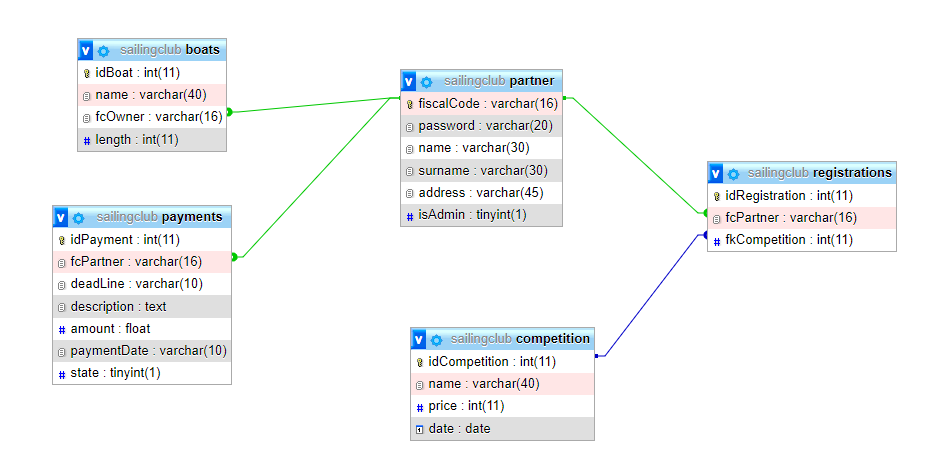 sailingclub boats
idBoat : int(11)
name : varchar(40)
fcOwner : varchar(16)
length : int(11)
sailingclub partner
fiscalCode : varchar(16)
password : varchar(20)
name : varchar(30)
surname : varchar(30)
address : varchar(45)
isAdmin : tinyint(1)
sailingclub registrations
idRegistration : int(11)
fcPartner : varchar(16)
fkCompetition : int(11)
sailingclub payments
idPayment : int(11)
fcPartner : varchar(16)
deadLine : varchar(10)
description : text
amount : float
paymentDate : varchar(10)
state : tinyint(1)
sailingclub competition
idCompetition : int(11)
name : varchar(40)
price : int(11)
date : date